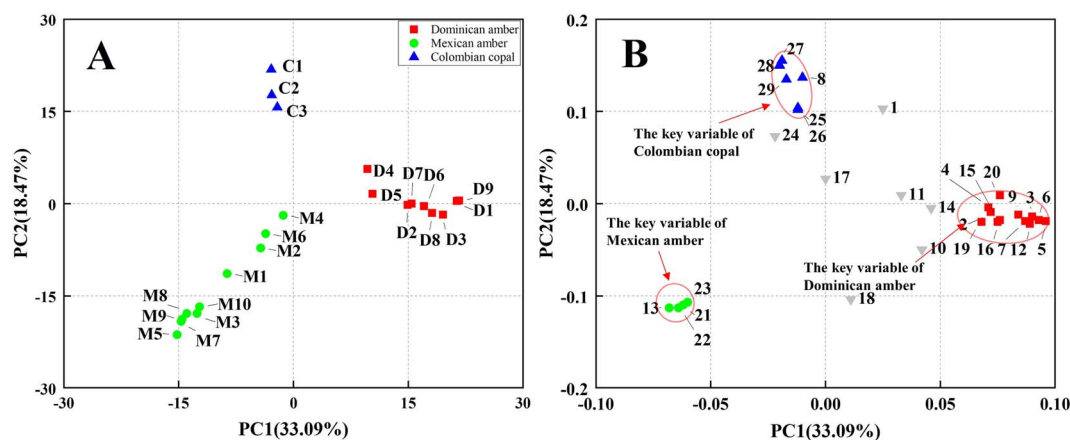 A
Dominican amber
Mexican amber
Colombian copal
30
15
0
-15
-30
PC2(18.47%)
C1
C2
C3
D4
D7
D6
D9
D5
D1
D2
D8
D3
M4
M6
M2
M1
M8
M10
M9
M3
M5
M7
-30
-15
0
15
30
PC1(33.09%)
B
0.2
0.1
0.0
-0.1
-0.2
PC2(18.47%)
27
28
8
29
25
26
24
1
The key variable of
Colombian copal
17
4
15
20
9
3
6
11
14
2
10
19
16
7
12
5
The key variable of
Mexican amber
The key variable of
Dominican amber
23
13
21
22
18
-0.10
-0.05
0.00
0.05
0.10
PC1(33.09%)